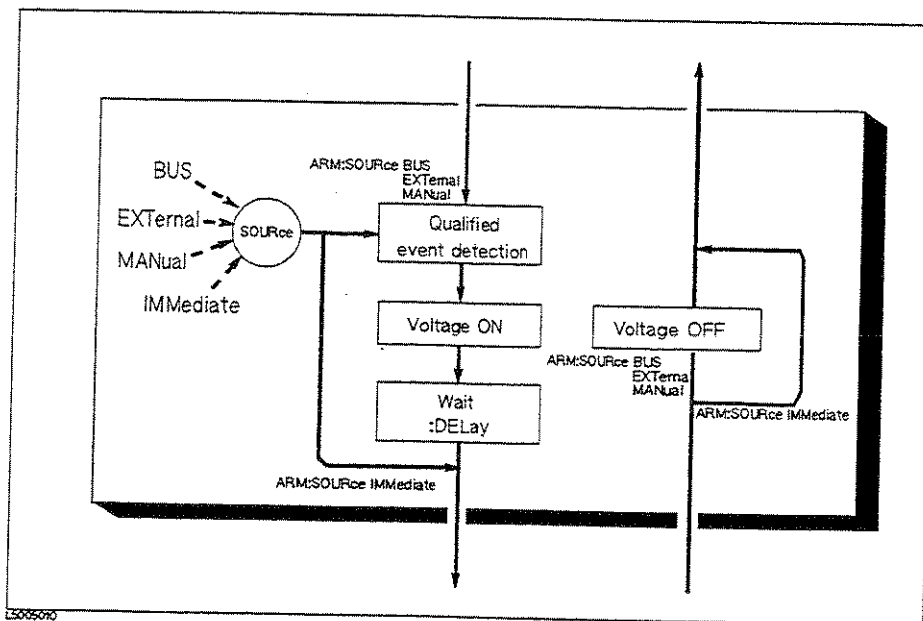 BUS
EXTernal
MANual
IMMediate
SOURce
ARM:SOURce BUS
EXTernal
MANual
Qualified
event detection
Voltage ON
Wait
:DELay
ARM:SOURce IMMediate
Voltage OFF
ARM:SOURce BUS
EXTerna
MANual
ARM:SOURce IMMediate
L5005010